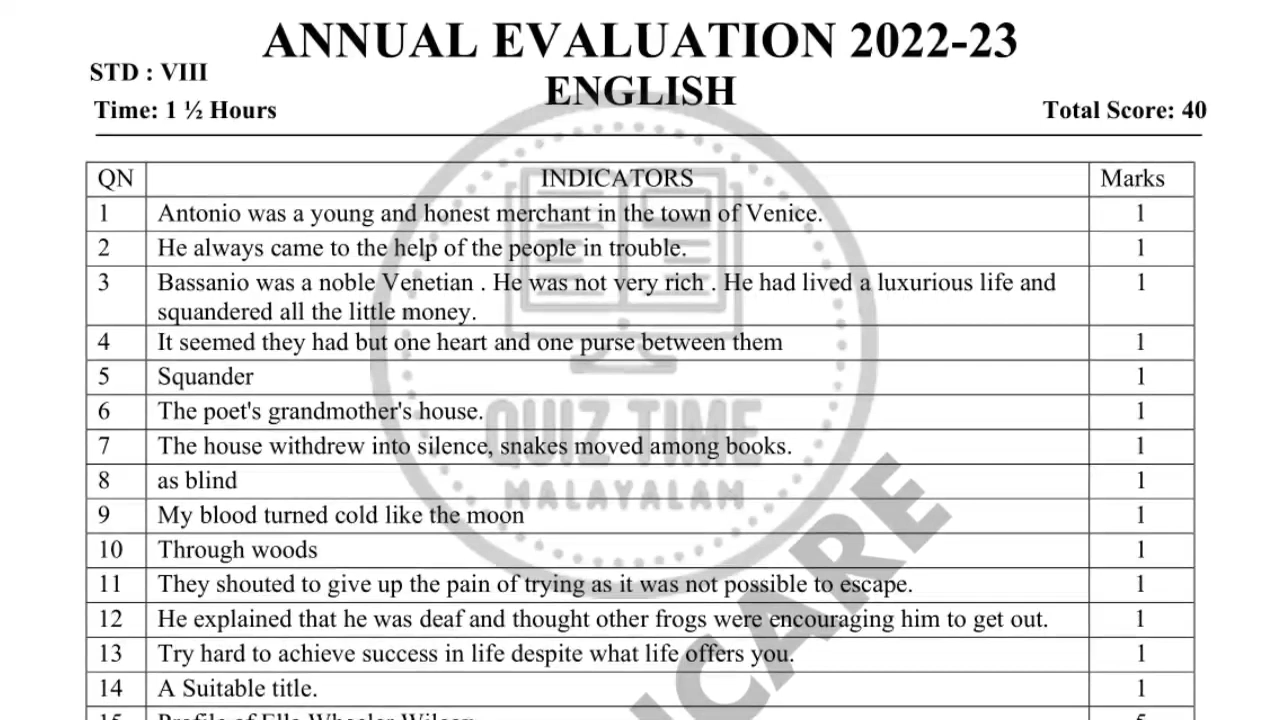 ANNUAL EVALUATION 2022-23
STD : VIII
ENGLISH
Time: 1 ½ Hours
Total Score: 40
QN INDICATORS Marks
1 Antonio was a young and honest merchant in the town of Venice. 1
2 He always came to the help of the people in trouble. 1
3 Bassanio was a noble Venetian . He was not very rich . He had lived a luxurious life and 1
squandered all the little money.
4 It seemed they had but one heart and one purse between them 1
5 Squander 1
6 The poet's grandmother's house. 1
7 The house withdrew into silence, snakes moved among books. 1
8 as blind 1
9 My blood turned cold like the moon 1
10 Through woods 1
11 They shouted to give up the pain of trying as it was not possible to escape. 1
12 He explained that he was deaf and thought other frogs were encouraging him to get out. 1
13 Try hard to achieve success in life despite what life offers you. 1
14 A Suitable title. 1
15 Profile of Ella Wheeler Wilcox 5
QUIZ TIME
MALAYALAM